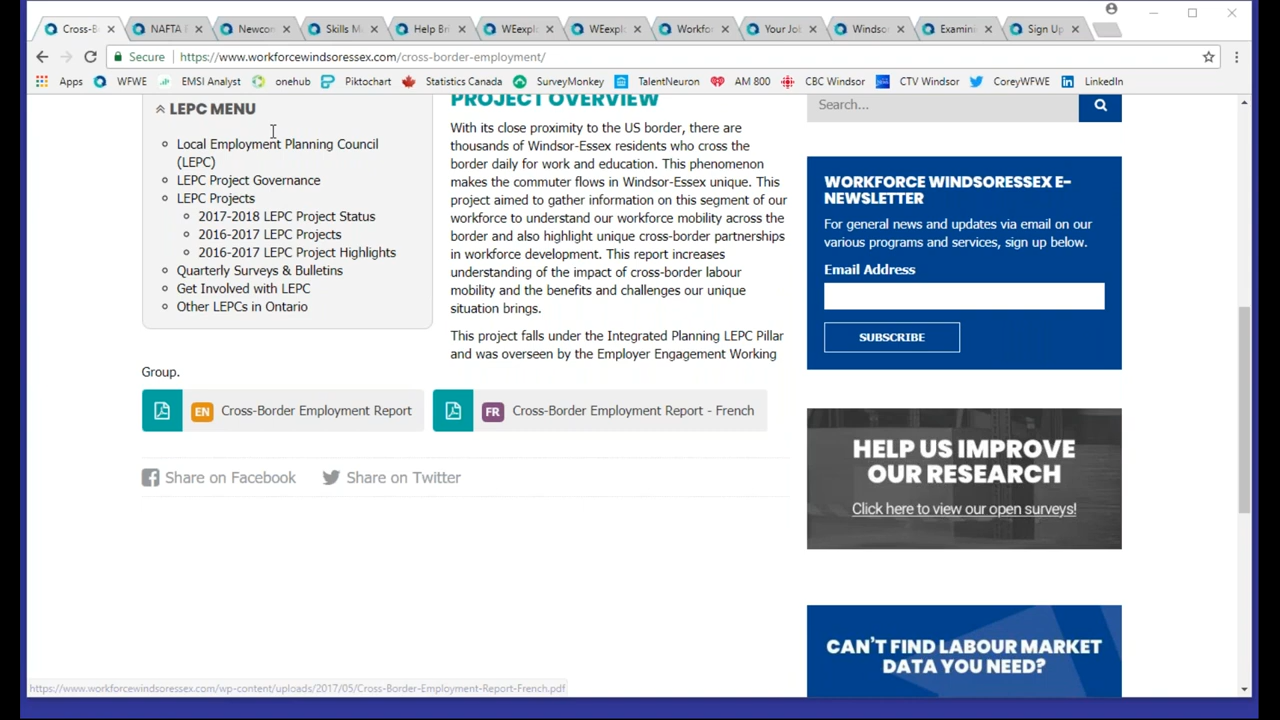 Cross-B
NAFTA
Newcon
Skills M
Help Bri
WEexpl
WEexpl
Workfor
Your Jol
Windso
Examin
Sign Up
Secure
https://www.workforcewindsoressex.com/cross-border-employment/
Apps
WFWE
EMSI Analyst
onehub
Piktochart
Statistics Canada
SurveyMonkey
TalentNeuron
AM 800
CBC Windsor
CTV Windsor
CoreyWFWE
LinkedIn
LEPC MENU
Local Employment Planning Council
(LEPC)
LEPC Project Governance
LEPC Projects
2017-2018 LEPC Project Status
2016-2017 LEPC Projects
2016-2017 LEPC Project Highlights
Quarterly Surveys & Bulletins
Get Involved with LEPC
Other LEPCs in Ontario
PROJECT OVERVIEW
With its close proximity to the US border, there are
thousands of Windsor-Essex residents who cross the
border daily for work and education. This phenomenon
makes the commuter flows in Windsor-Essex unique. This
project aimed to gather information on this segment of our
workforce to understand our workforce mobility across the
border and also highlight unique cross-border partnerships
in workforce development. This report increases
understanding of the impact of cross-border labour
mobility and the benefits and challenges our unique
situation brings.
This project falls under the Integrated Planning LEPC Pillar
and was overseen by the Employer Engagement Working
Group.
EN Cross-Border Employment Report
FR Cross-Border Employment Report - French
Share on Facebook
Share on Twitter
Search...
WORKFORCE WINDSORESSEX E-
NEWSLETTER
For general news and updates via email on our
various programs and services, sign up below.
Email Address
SUBSCRIBE
HELP US IMPROVE
OUR RESEARCH
Click here to view our open surveys!
CAN'T FIND LABOUR MARKET
DATA YOU NEED?
https://www.workforcewindsoressex.com/wp-content/uploads/2017/05/Cross-Border-Employment-Report-French.pdf